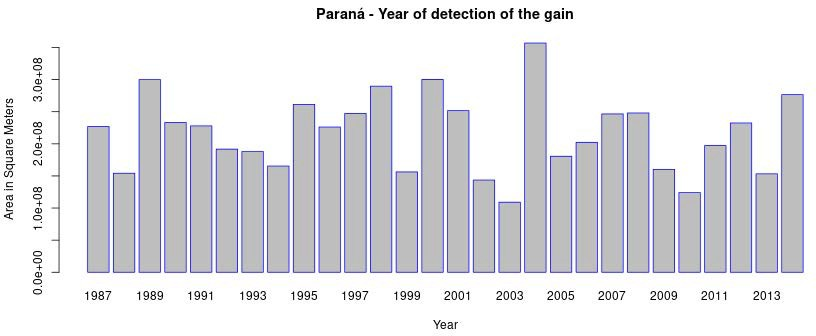 Paraná - Year of detection of the gain
Area in Square Meters
3.0e+08
2.0e+08
1.0e+08
0.0e+00
1987 1989 1991 1993 1995 1997 1999 2001 2003 2005 2007 2009 2011 2013
Year